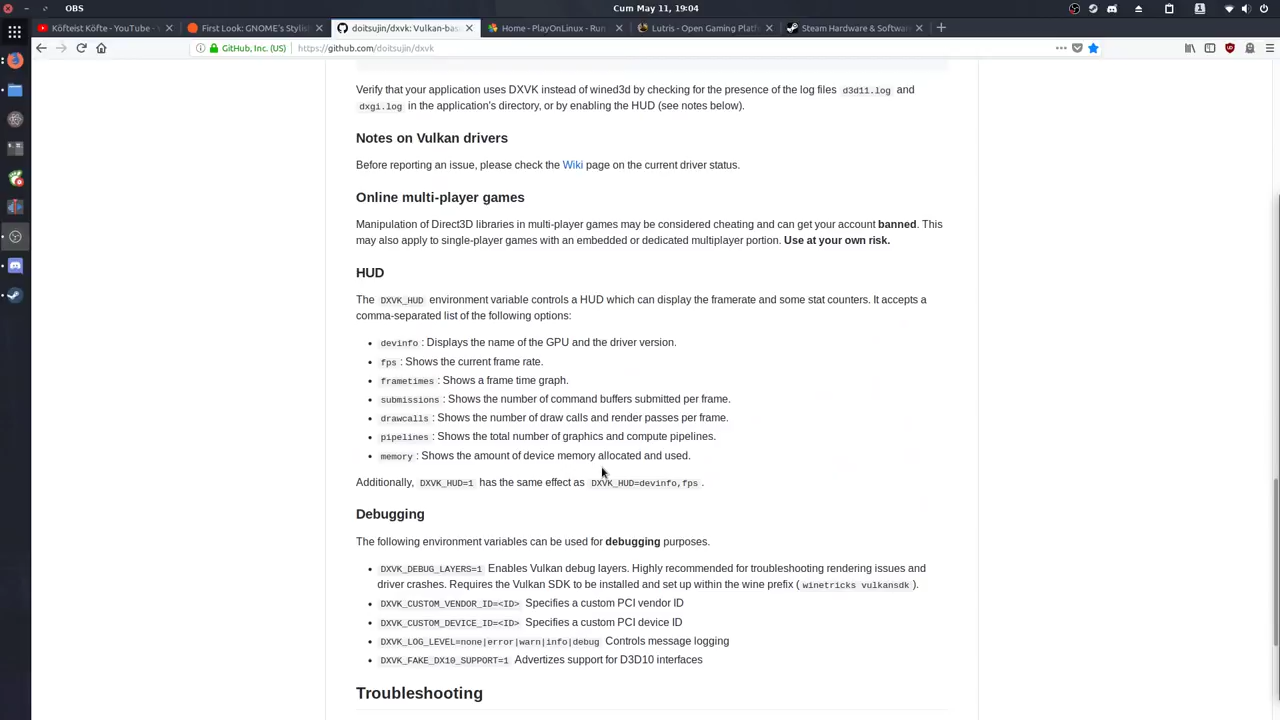 OBS
Cum May 11, 19:04
1
Köfteist Köfte - YouTube -
First Look: GNOME's Stylis
doitsujin/dxvk: Vulkan-bas
Home - PlayOnLinux - Run
Lutris - Open Gaming Platf
Steam Hardware & Softwar
GitHub, Inc. (US)
https://github.com/doitsujin/dxvk
Verify that your application uses DXVK instead of wined3d by checking for the presence of the log files d3d11.log and
dxgi.log in the application's directory, or by enabling the HUD (see notes below).
Notes on Vulkan drivers
Before reporting an issue, please check the Wiki page on the current driver status.
Online multi-player games
Manipulation of Direct3D libraries in multi-player games may be considered cheating and can get your account banned. This
may also apply to single-player games with an embedded or dedicated multiplayer portion. Use at your own risk.
HUD
The DXVK_HUD environment variable controls a HUD which can display the framerate and some stat counters. It accepts a
comma-separated list of the following options:
devinfo : Displays the name of the GPU and the driver version.
fps : Shows the current frame rate.
frametimes : Shows a frame time graph.
submissions : Shows the number of command buffers submitted per frame.
drawcalls : Shows the number of draw calls and render passes per frame.
pipelines : Shows the total number of graphics and compute pipelines.
memory : Shows the amount of device memory allocated and used.
Additionally, DXVK_HUD=1 has the same effect as DXVK_HUD=devinfo,fps .
Debugging
The following environment variables can be used for debugging purposes.
DXVK_DEBUG_LAYERS=1 Enables Vulkan debug layers. Highly recommended for troubleshooting rendering issues and
driver crashes. Requires the Vulkan SDK to be installed and set up within the wine prefix ( winetricks vulkansdk ).
DXVK_CUSTOM_VENDOR_ID=<ID> Specifies a custom PCI vendor ID
DXVK_CUSTOM_DEVICE_ID=<ID> Specifies a custom PCI device ID
DXVK_LOG_LEVEL=none|error|warn|info|debug Controls message logging
DXVK_FAKE_DX10_SUPPORT=1 Advertizes support for D3D10 interfaces
Troubleshooting